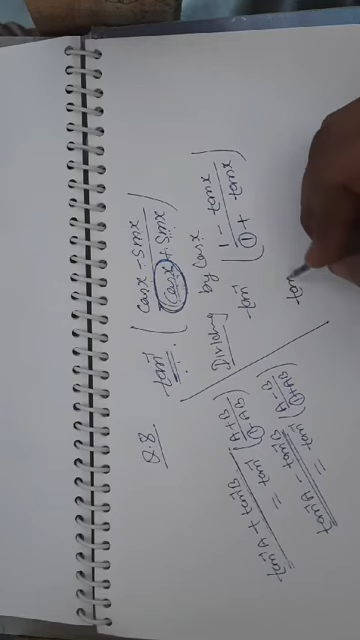 Q.8 tan⁻¹ ( (cosx - sinx) / (cosx + sinx) )
Dividing by cosx
tan⁻¹ ( (1 - tanx) / (1 + tanx) )
tan
tan⁻¹A + tan⁻¹B
= tan⁻¹ ( (A+B) / (1-AB) )
tan⁻¹A - tan⁻¹B
= tan⁻¹ ( (A-B) / (1+AB) )